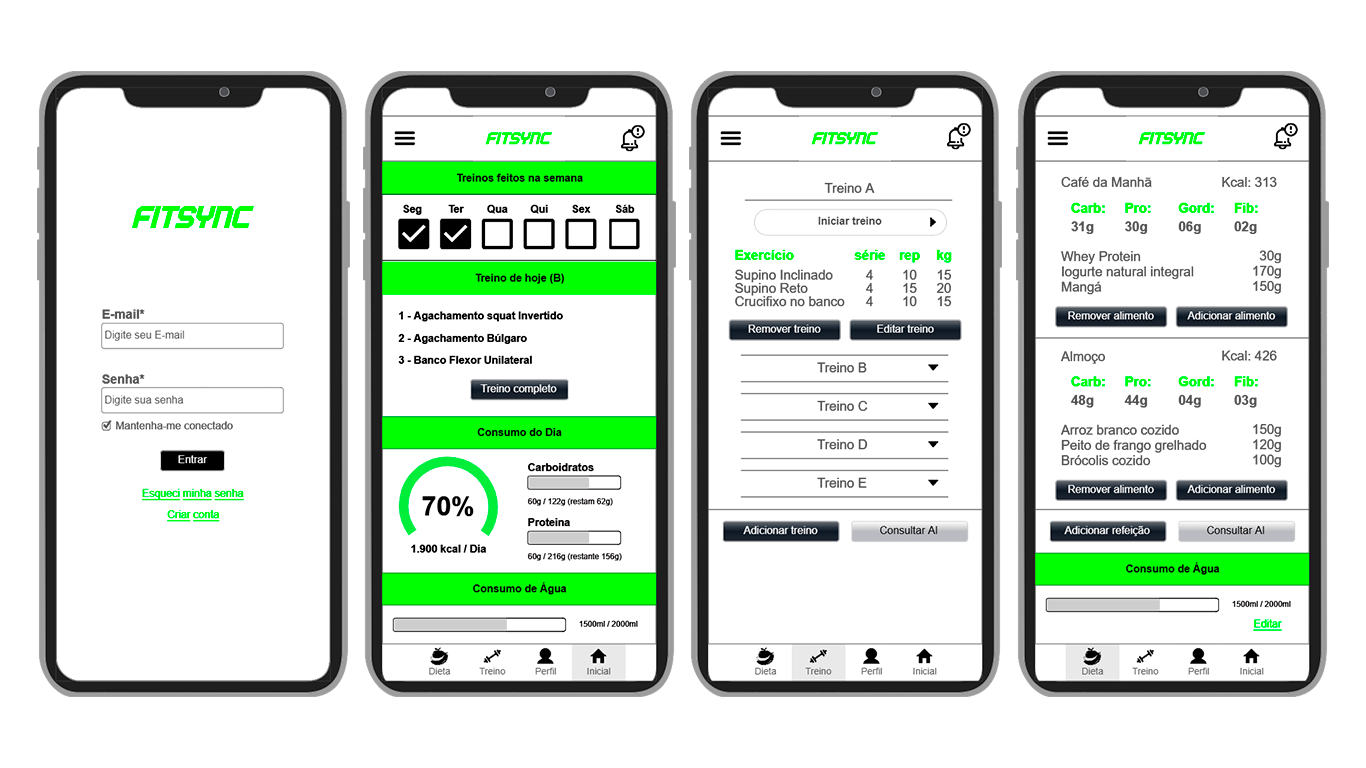 FITSYNC
E-mail*
Digite seu E-mail
Senha*
Digite sua senha
Mantenha-me conectado
Entrar
Esqueci minha senha
Criar conta
FITSYNC
Treinos feitos na semana
Seg Ter Qua Qui Sex Sáb
Treino de hoje (B)
1 - Agachamento squat Invertido
2 - Agachamento Búlgaro
3 - Banco Flexor Unilateral
Treino completo
Consumo do Dia
70%
1.900 kcal / Dia
Carboidratos
60g / 122g (restam 62g)
Proteina
60g / 216g (restante 156g)
Consumo de Água
1500ml / 2000ml
Dieta Treino Perfil Inicial
FITSYNC
Treino A
Iniciar treino
Exercício série rep kg
Supino Inclinado 4 10 15
Supino Reto 4 15 20
Crucifixo no banco 4 10 15
Remover treino Editar treino
Treino B
Treino C
Treino D
Treino E
Adicionar treino Consultar AI
Dieta Treino Perfil Inicial
FITSYNC
Café da Manhã Kcal: 313
Carb: Pro: Gord: Fib:
31g 30g 06g 02g
Whey Protein 30g
Iogurte natural integral 170g
Mangá 150g
Remover alimento Adicionar alimento
Almoço Kcal: 426
Carb: Pro: Gord: Fib:
48g 44g 04g 03g
Arroz branco cozido 150g
Peito de frango grelhado 120g
Brócolis cozido 100g
Remover alimento Adicionar alimento
Adicionar refeição Consultar AI
Consumo de Água
1500ml / 2000ml
Editar
Dieta Treino Perfil Inicial